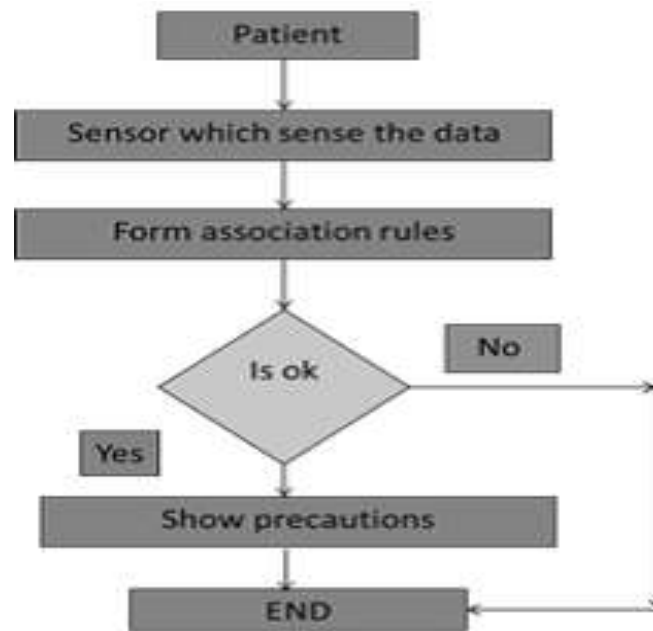 Patient
Sensor which sense the data
Form association rules
Is ok
No
Yes
Show precautions
END